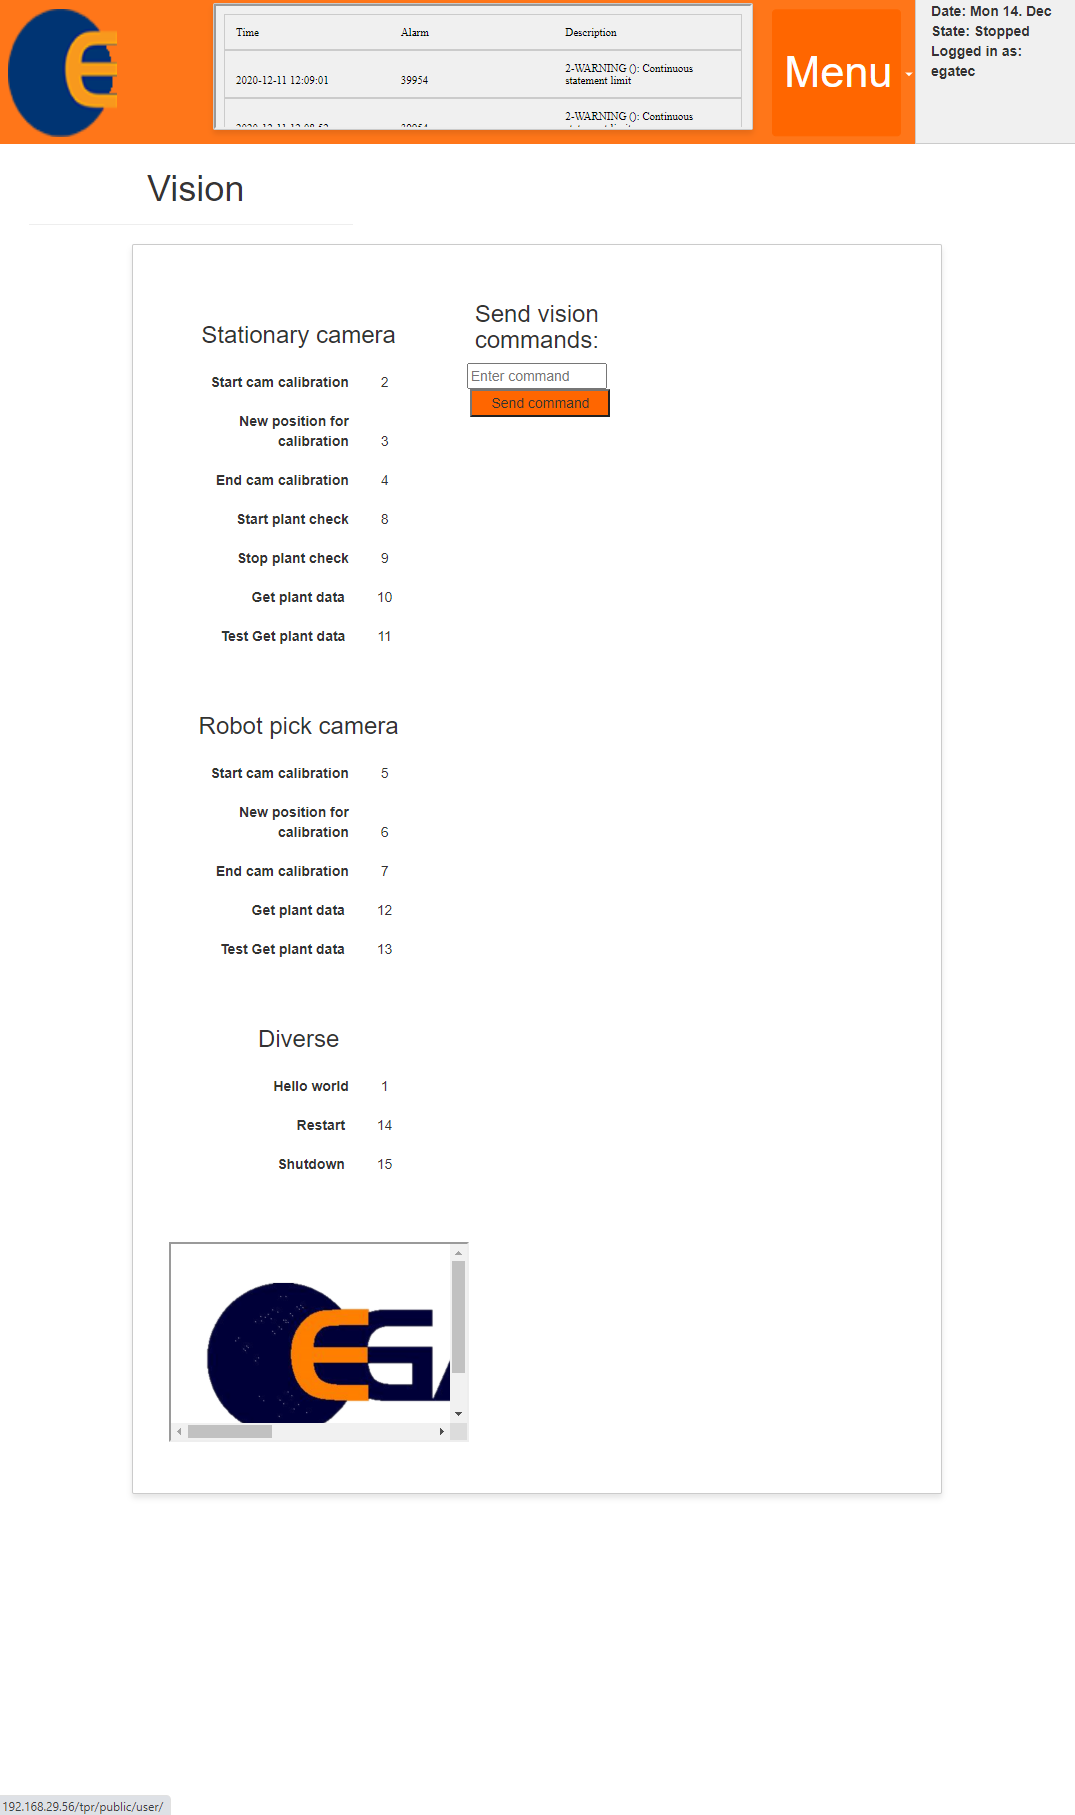 Time Alarm Description
2020-12-11 12:09:01 39954 2-WARNING (): Continuous
statement limit
2-WARNING (): Continuous
Menu
Date: Mon 14. Dec
State: Stopped
Logged in as:
egatec
Vision
Stationary camera
Start cam calibration 2
New position for
calibration 3
End cam calibration 4
Start plant check 8
Stop plant check 9
Get plant data 10
Test Get plant data 11
Send vision
commands:
Enter command
Send command
Robot pick camera
Start cam calibration 5
New position for
calibration 6
End cam calibration 7
Get plant data 12
Test Get plant data 13
Diverse
Hello world 1
Restart 14
Shutdown 15
EG
192.168.29.56/tpr/public/user/